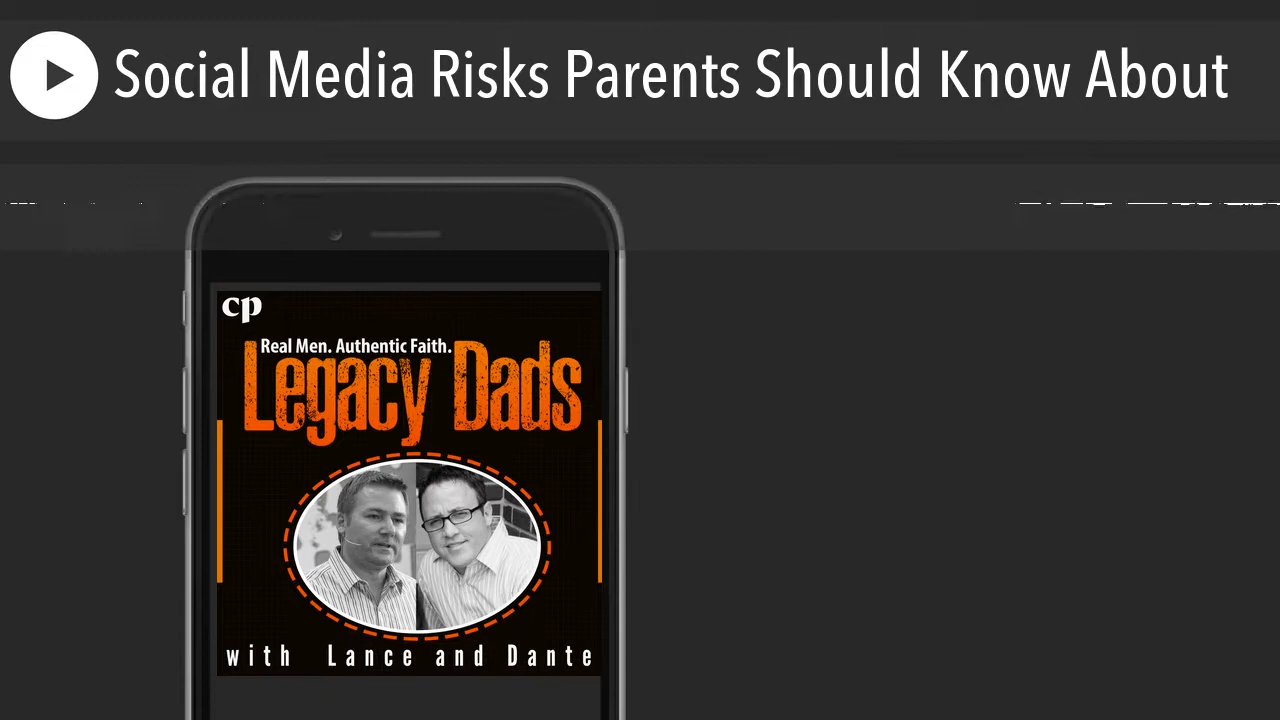 Social Media Risks Parents Should Know About
cp
Real Men. Authentic Faith.
Legacy Dads
with Lance and Dante